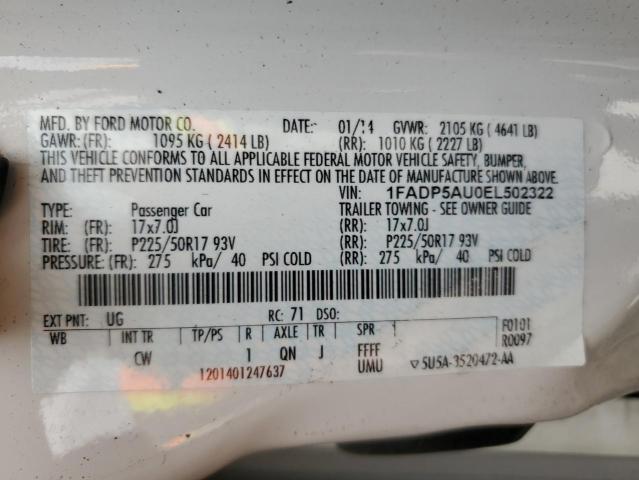 MFD. BY FORD MOTOR CO. DATE: 01/14 GVWR: 2105 KG ( 4641 LB)
GAWR: (FR): 1095 KG ( 2414 LB) (RR): 1010 KG ( 2227 LB)
THIS VEHICLE CONFORMS TO ALL APPLICABLE FEDERAL MOTOR VEHICLE SAFETY, BUMPER,
AND THEFT PREVENTION STANDARDS IN EFFECT ON THE DATE OF MANUFACTURE SHOWN ABOVE.
VIN: 1FADP5AU0EL502322
TYPE: Passenger Car TRAILER TOWING - SEE OWNER GUIDE
RIM: (FR): 17x7.0J (RR): 17x7.0J
TIRE: (FR): P225/50R17 93V (RR): P225/50R17 93V
PRESSURE: (FR): 275 kPa/ 40 PSI COLD (RR): 275 kPa/ 40 PSI COLD
EXT PNT: UG RC: 71 DSO:
WB INT TR TP/PS R AXLE TR SPR F0101
R0097
CW 1 QN J FFFF
UMU
1201401247637 ▽5U5A-3520472-AA